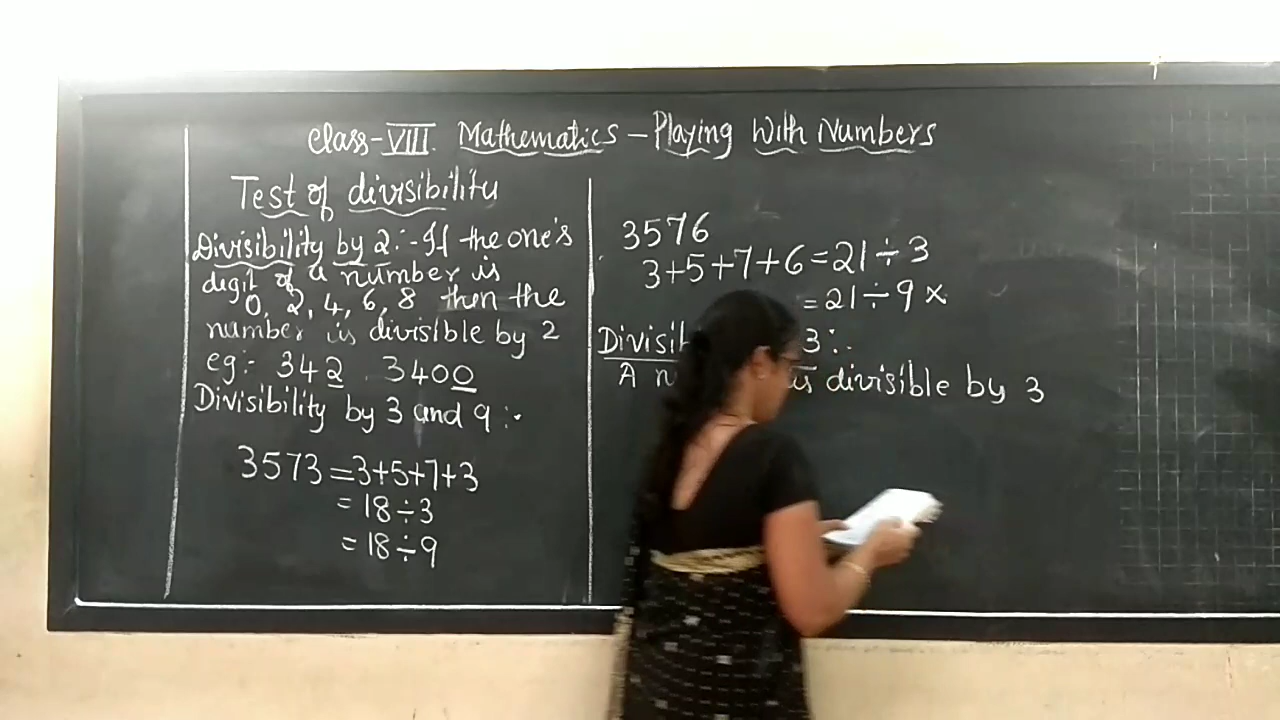 Class-VIII. Mathematics - Playing With Numbers
Test of divisibility
Divisibility by 2:- If the one's
digit of a number is
0, 2, 4, 6, 8 then the
number is divisible by 2
eg:- 342 3400
Divisibility by 3 and 9:-
3573 = 3+5+7+3
= 18÷3
= 18÷9
3576
3+5+7+6=21÷3
= 21÷9 ×
3:-
A is divisible by 3